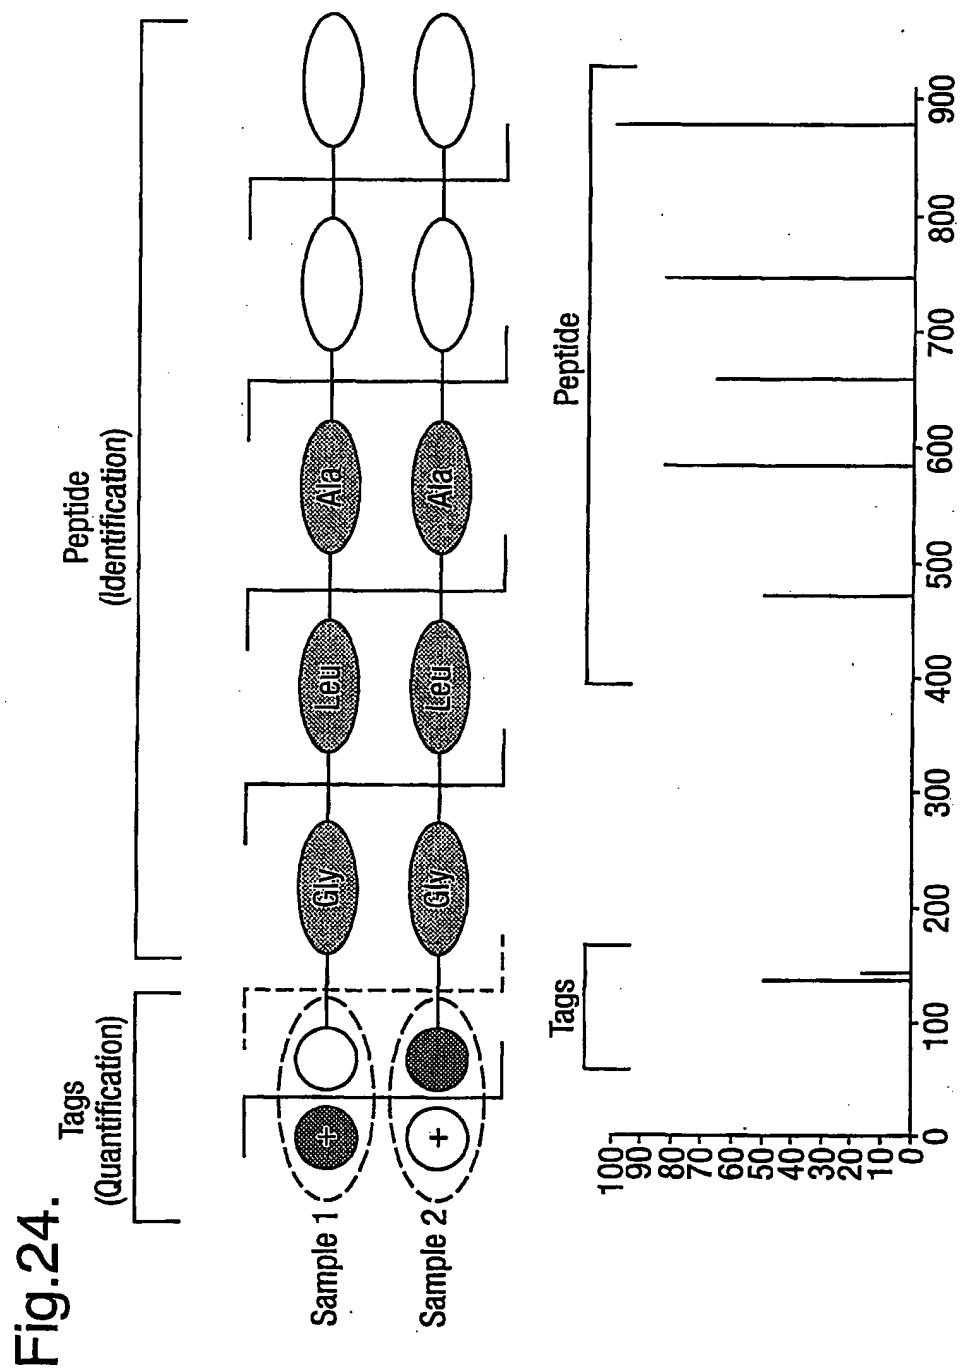 Fig.24.
Tags
(Quantification)
Peptide
(Identification)
Sample 1
+
Gly
Leu
Ala
Sample 2
+
Gly
Leu
Ala
Tags
Peptide
100
90
80
70
60
50
40
30
20
10
0
0
100
200
300
400
500
600
700
800
900